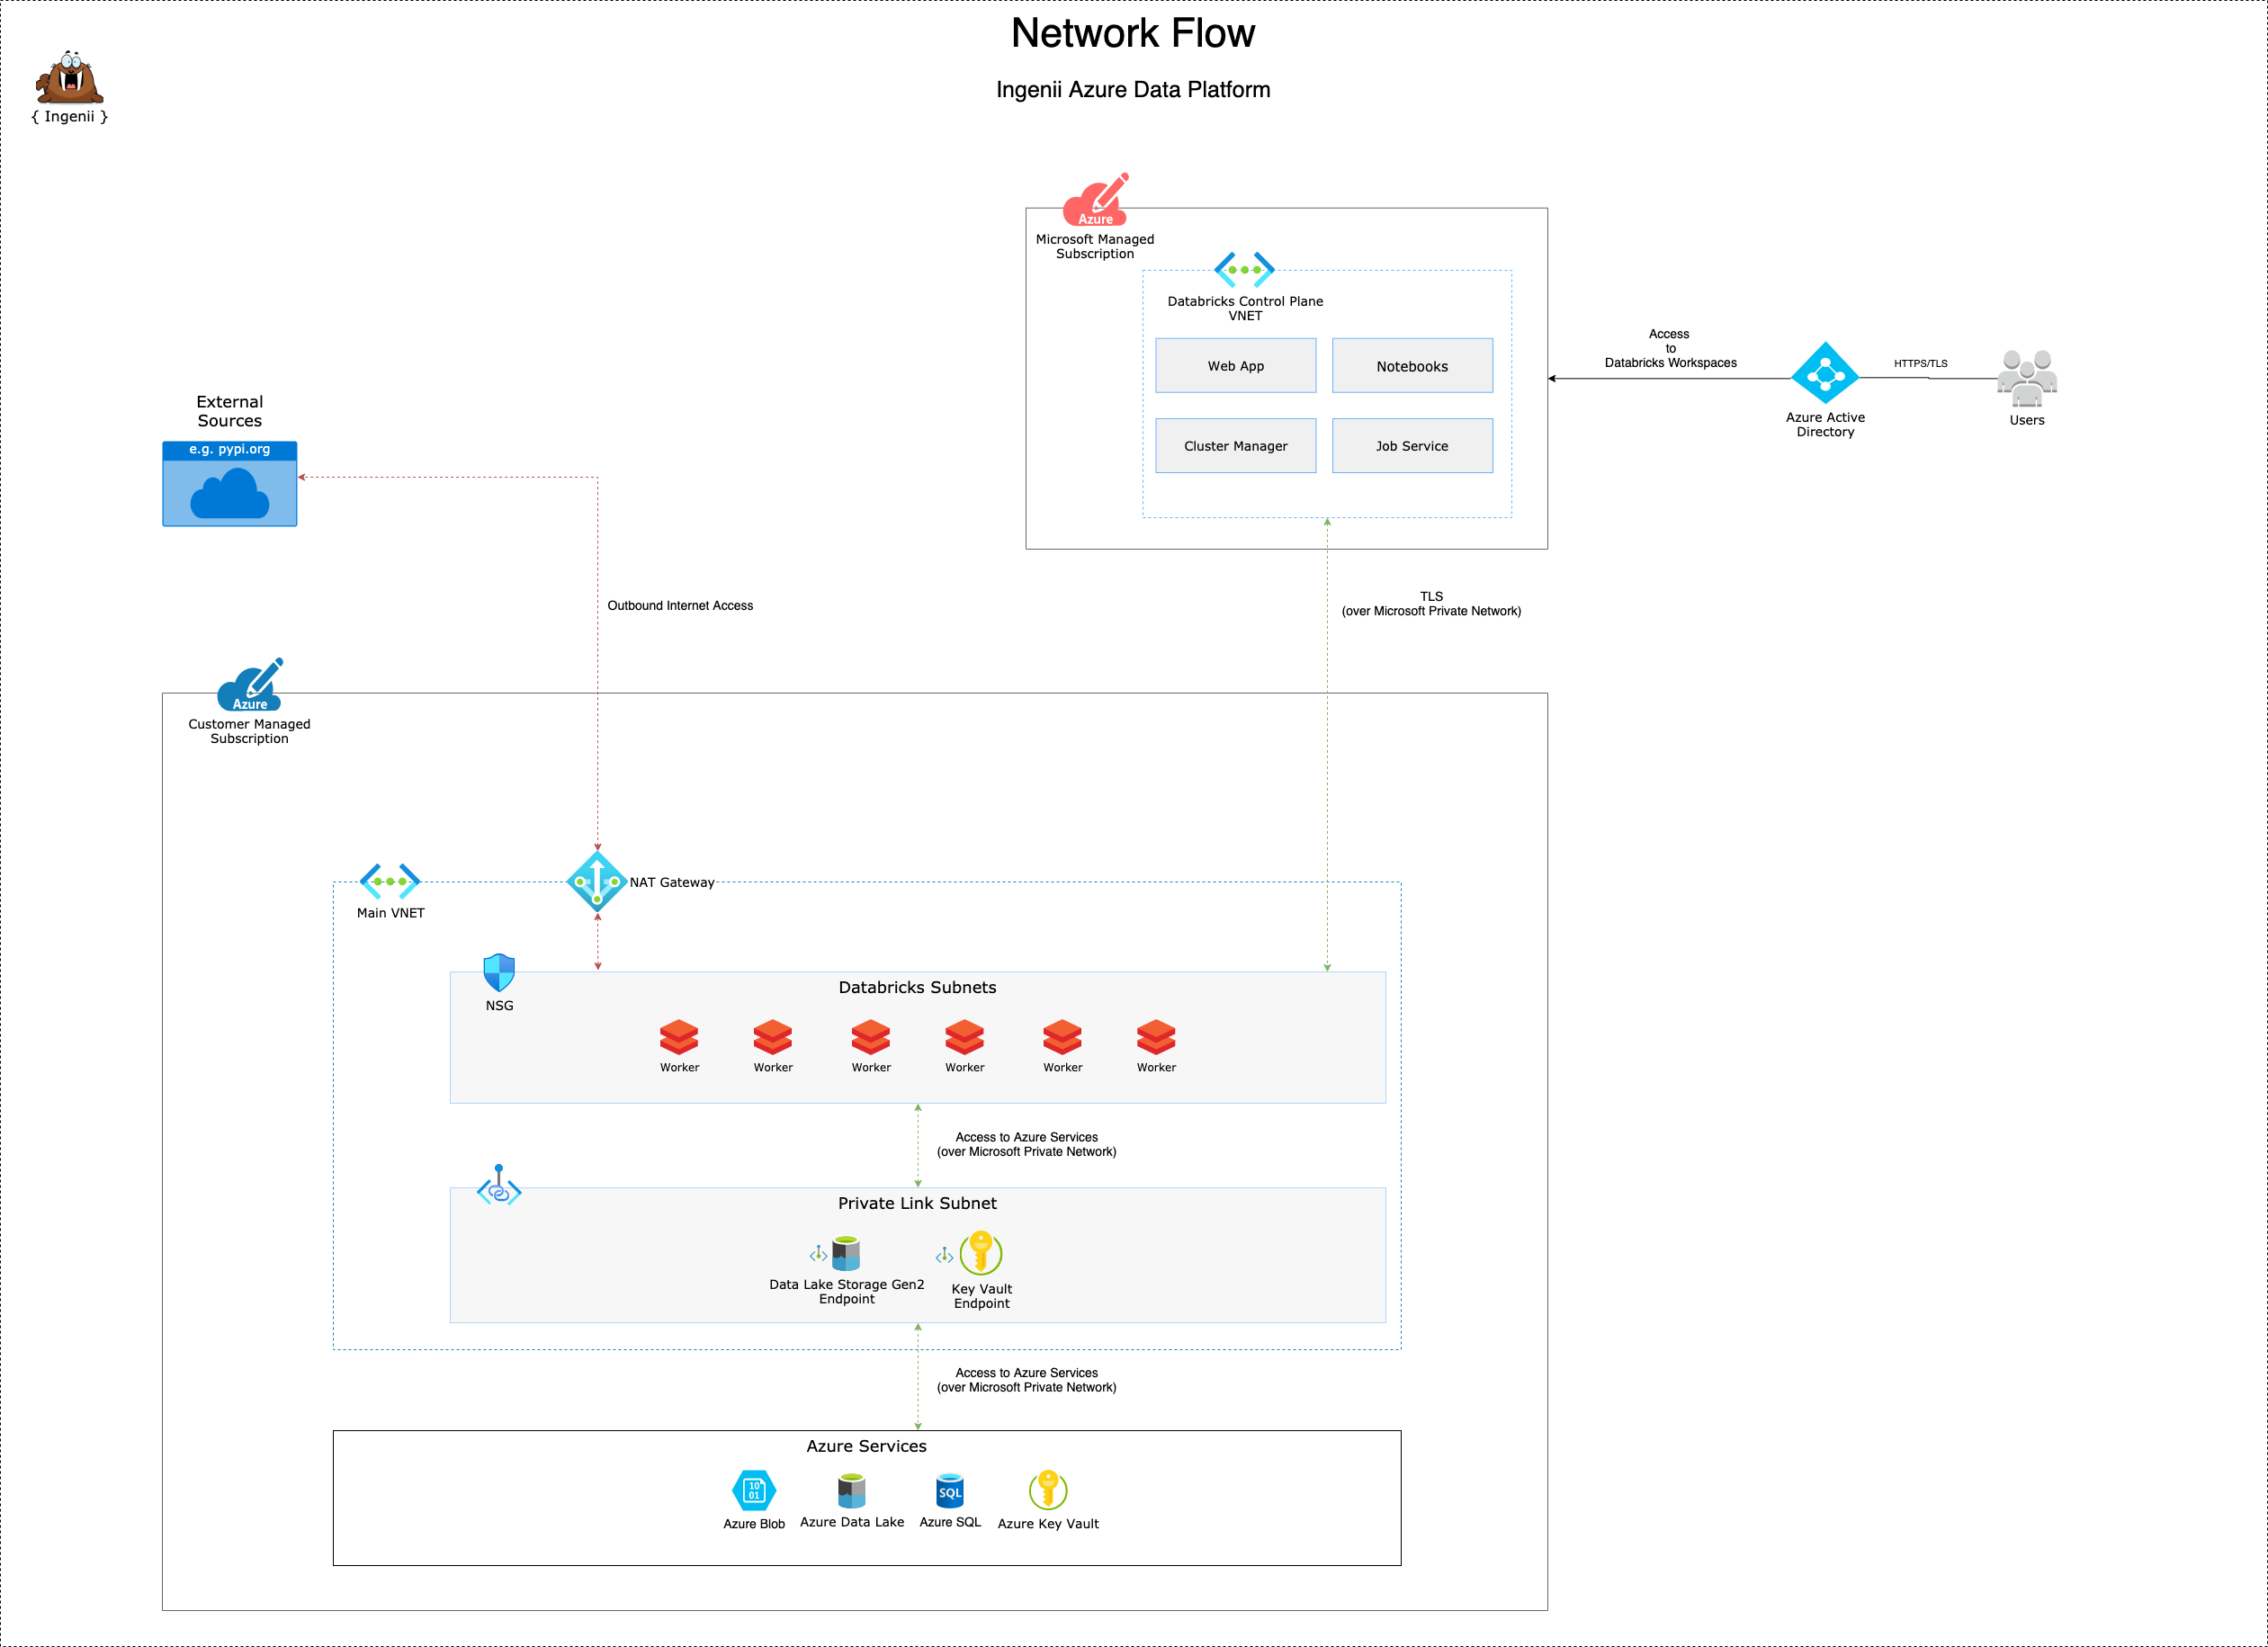 Network Flow
Ingenii Azure Data Platform
{ Ingenii }
Azure
Microsoft Managed
Subscription
Databricks Control Plane
VNET
Web App
Notebooks
Cluster Manager
Job Service
Access
to
Databricks Workspaces
HTTPS/TLS
Azure Active
Directory
Users
External
Sources
e.g. pypi.org
Outbound Internet Access
TLS
(over Microsoft Private Network)
Azure
Customer Managed
Subscription
Main VNET
NAT Gateway
NSG
Databricks Subnets
Worker
Worker
Worker
Worker
Worker
Worker
Access to Azure Services
(over Microsoft Private Network)
Private Link Subnet
Data Lake Storage Gen2
Endpoint
Key Vault
Endpoint
Access to Azure Services
(over Microsoft Private Network)
Azure Services
10
01
SQL
Azure Blob
Azure Data Lake
Azure SQL
Azure Key Vault